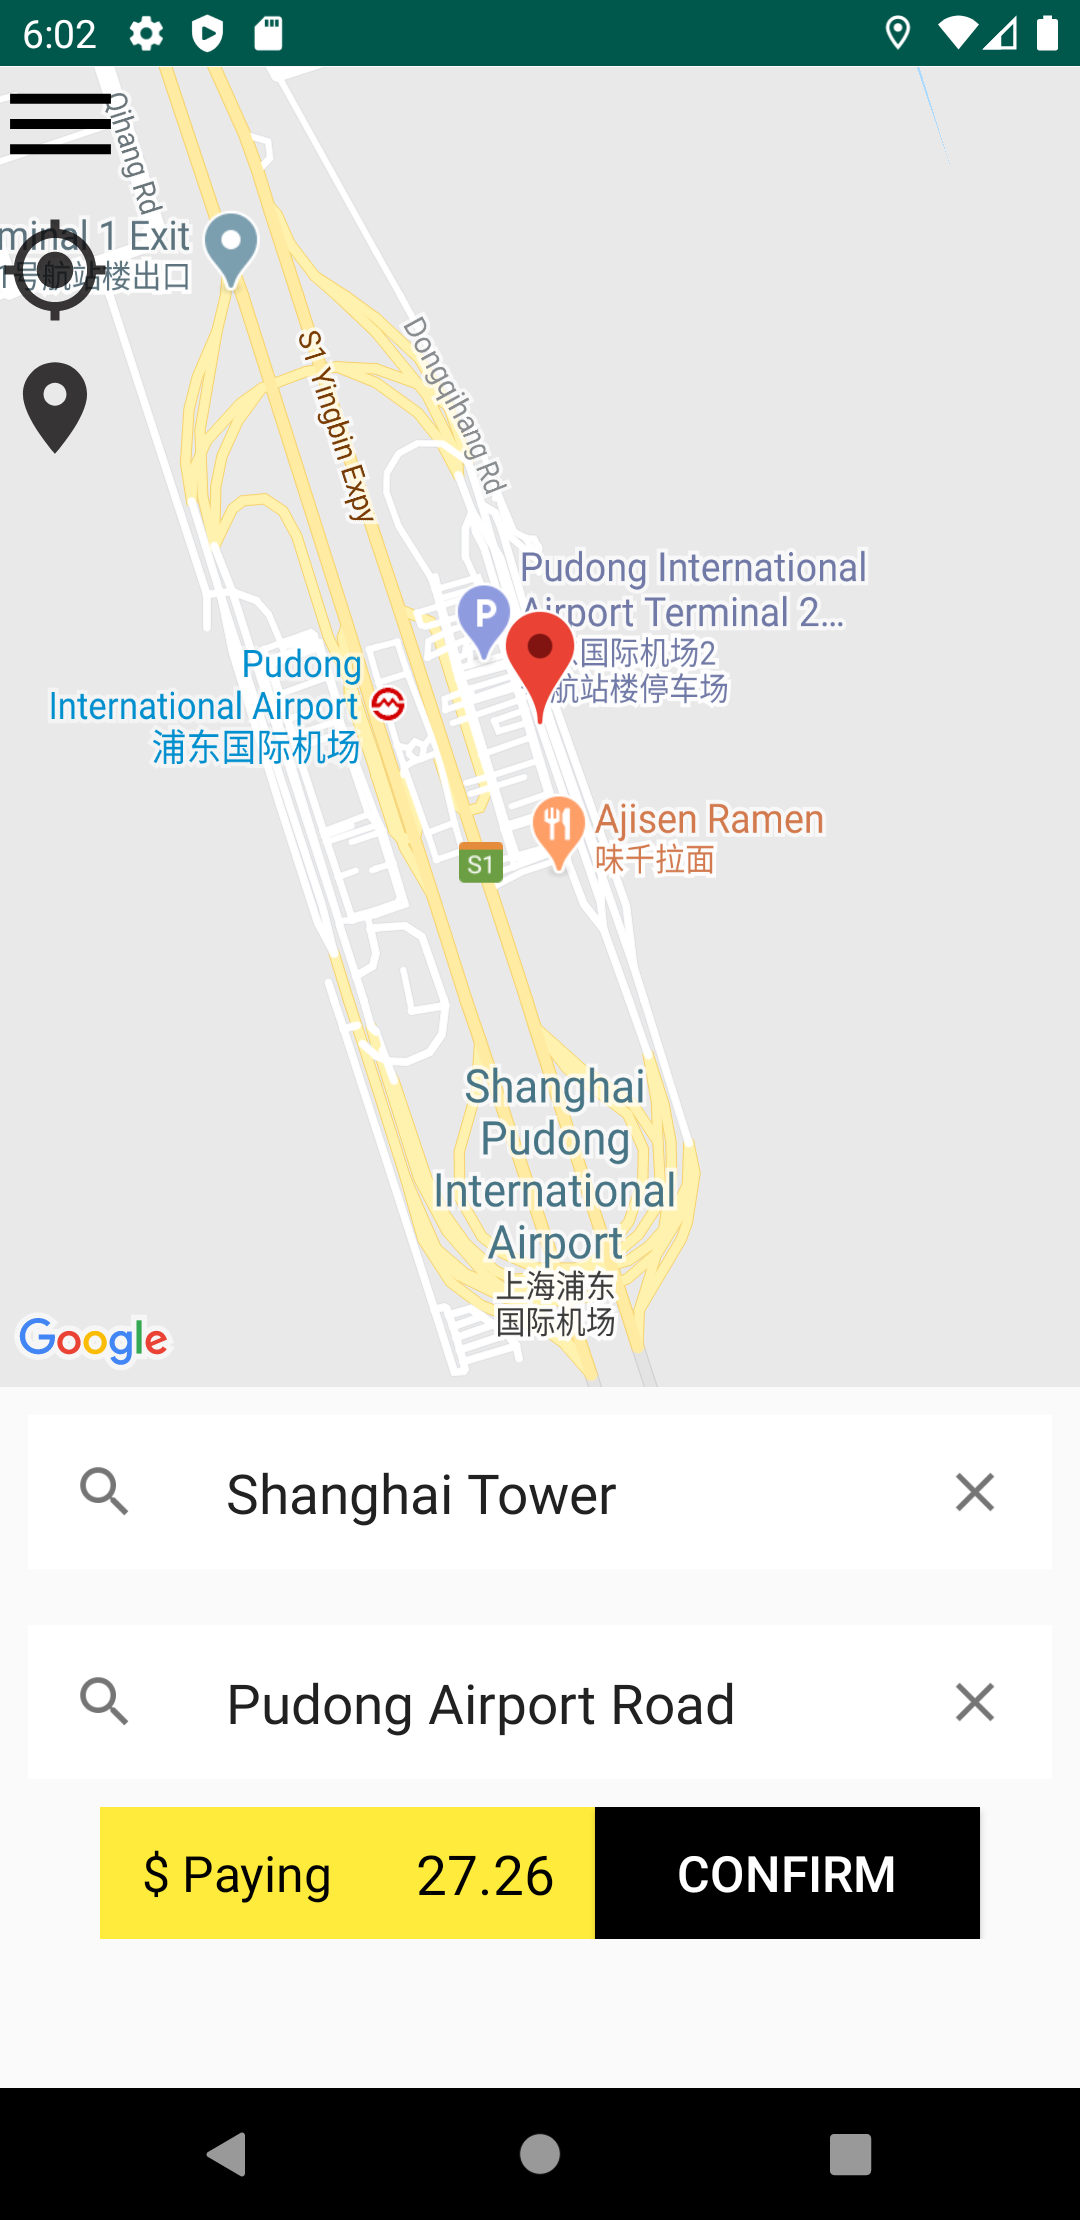 6:02
Qihang Rd
minal 1 Exit
1号航站楼出口
S1 Yingbin Expy
Dongqihang Rd
P
Pudong International
Airport Terminal 2...
国际机场2
航站楼停车场
Pudong
International Airport
浦东国际机场
Ajisen Ramen
味千拉面
S1
Shanghai
Pudong
International
Airport
上海浦东
国际机场
Google
Shanghai Tower
Pudong Airport Road
$ Paying 27.26 CONFIRM